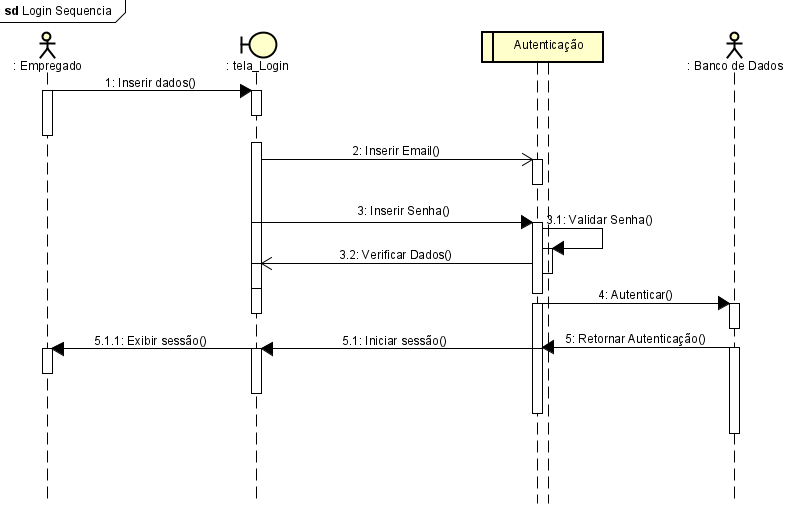 sd Login Sequencia
: Empregado
: tela_Login
Autenticação
: Banco de Dados
1: Inserir dados()
2: Inserir Email()
3: Inserir Senha()
3.1: Validar Senha()
3.2: Verificar Dados()
4: Autenticar()
5.1.1: Exibir sessão()
5.1: Iniciar sessão()
5: Retornar Autenticação()